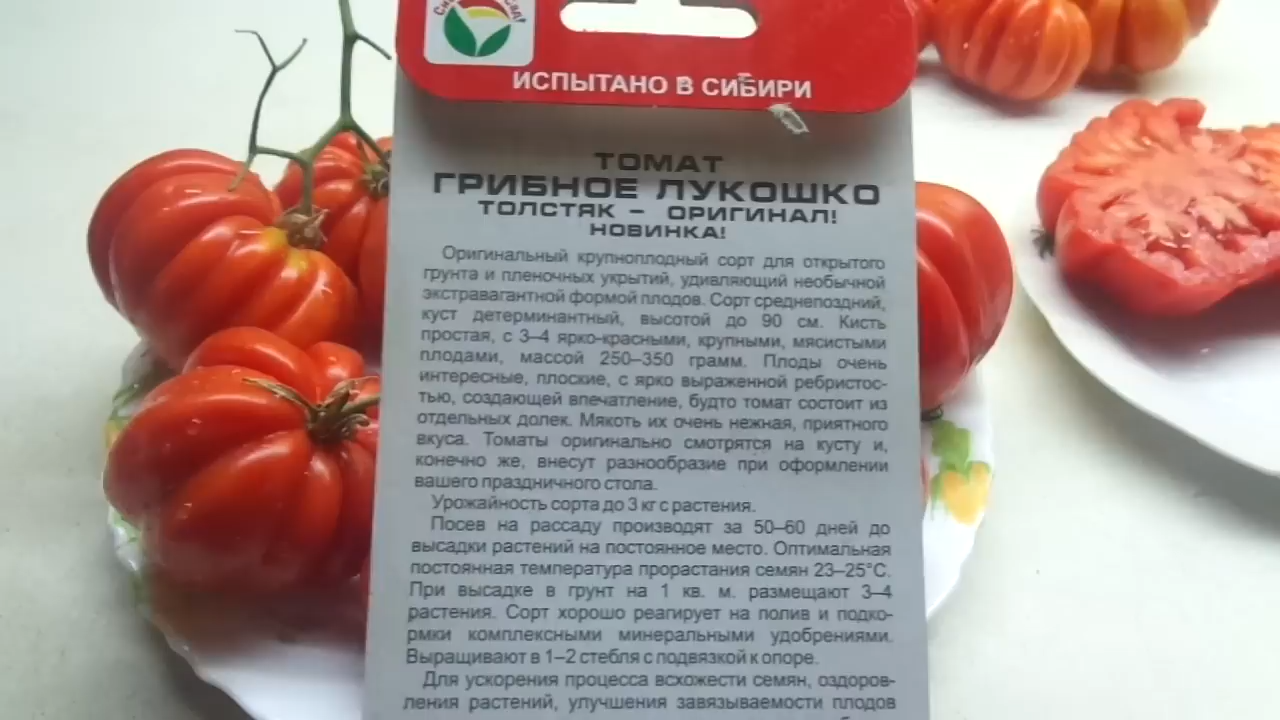 ИСПЫТАНО В СИБИРИ
ТОМАТ
ГРИБНОЕ ЛУКОШКО
ТОЛСТЯК – ОРИГИНАЛ!
НОВИНКА!
Оригинальный крупноплодный сорт для открытого
грунта и пленочных укрытий, удивляющий необычной
экстравагантной формой плодов. Сорт среднепоздний,
куст детерминантный, высотой до 90 см. Кисть
простая, с 3–4 ярко-красными, крупными, мясистыми
плодами, массой 250–350 грамм. Плоды очень
интересные, плоские, с ярко выраженной ребристос-
тью, создающей впечатление, будто томат состоит из
отдельных долек. Мякоть их очень нежная, приятного
вкуса. Томаты оригинально смотрятся на кусту и,
конечно же, внесут разнообразие при оформлении
вашего праздничного стола.
Урожайность сорта до 3 кг с растения.
Посев на рассаду производят за 50–60 дней до
высадки растений на постоянное место. Оптимальная
постоянная температура прорастания семян 23–25°С.
При высадке в грунт на 1 кв. м. размещают 3–4
растения. Сорт хорошо реагирует на полив и подко-
рмки комплексными минеральными удобрениями.
Выращивают в 1–2 стебля с подвязкой к опоре.
Для ускорения процесса всхожести семян, оздоров-
ления растений, улучшения завязываемости плодов